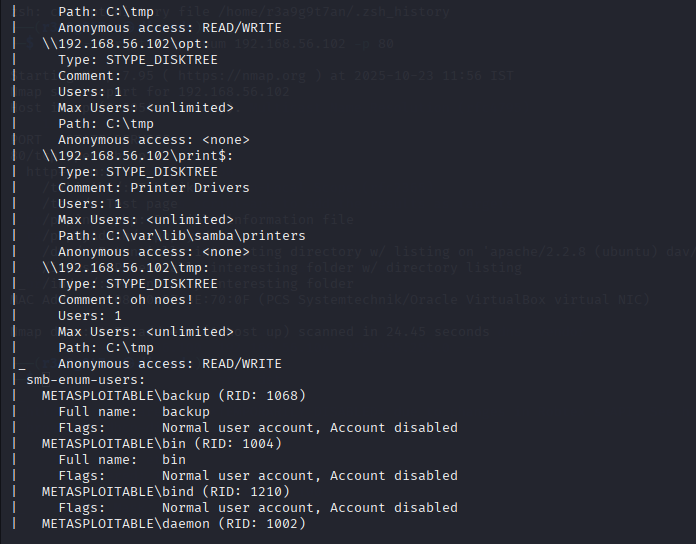 |     Path: C:\tmp
|     Anonymous access: READ/WRITE
|   \\192.168.56.102\opt:
|     Type: STYPE_DISKTREE
|     Comment:
|     Users: 1
|     Max Users: <unlimited>
|     Path: C:\tmp
|     Anonymous access: <none>
|   \\192.168.56.102\print$:
|     Type: STYPE_DISKTREE
|     Comment: Printer Drivers
|     Users: 1
|     Max Users: <unlimited>
|     Path: C:\var\lib\samba\printers
|     Anonymous access: <none>
|   \\192.168.56.102\tmp:
|     Type: STYPE_DISKTREE
|     Comment: oh noes!
|     Users: 1
|     Max Users: <unlimited>
|     Path: C:\tmp
|_    Anonymous access: READ/WRITE
| smb-enum-users:
|   METASPLOITABLE\backup (RID: 1068)
|     Full name:   backup
|     Flags:       Normal user account, Account disabled
|   METASPLOITABLE\bin (RID: 1004)
|     Full name:   bin
|     Flags:       Normal user account, Account disabled
|   METASPLOITABLE\bind (RID: 1210)
|     Flags:       Normal user account, Account disabled
|   METASPLOITABLE\daemon (RID: 1002)